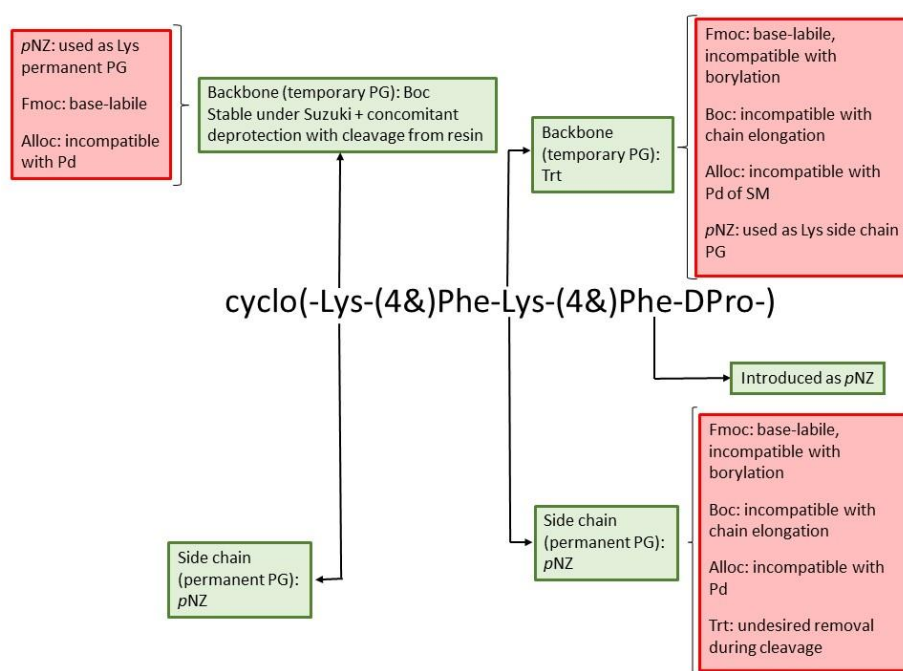 pNZ: used as Lys
permanent PG
Fmoc: base-labile
Alloc: incompatible
with Pd
Backbone (temporary PG): Boc
Stable under Suzuki + concomitant
deprotection with cleavage from resin
Backbone
(temporary PG):
Trt
Fmoc: base-labile,
incompatible with
borylation
Boc: incompatible with
chain elongation
Alloc: incompatible with
Pd of SM
pNZ: used as Lys side chain
PG
cyclo(-Lys-(4&)Phe-Lys-(4&)Phe-DPro-)
Introduced as pNZ
Side chain
(permanent PG):
pNZ
Side chain
(permanent PG):
pNZ
Fmoc: base-labile,
incompatible with
borylation
Boc: incompatible with
chain elongation
Alloc: incompatible with
Pd
Trt: undesired removal
during cleavage